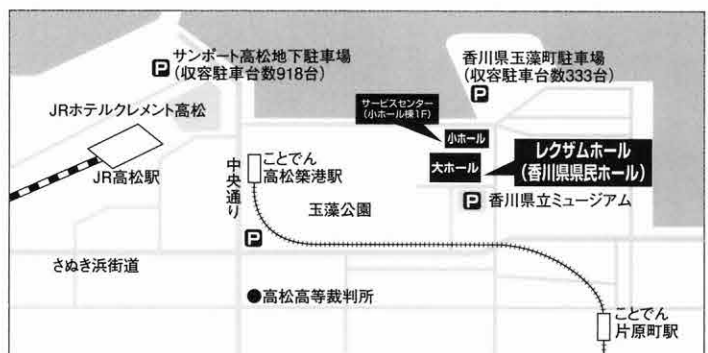 サンポート高松地下駐車場
P (収容駐車台数918台)
香川県玉藻町駐車場
(収容駐車台数333台)
P
JRホテルクレメント高松
サービスセンター
(小ホール棟1F)
小ホール
大ホール
レクザムホール
(香川県県民ホール)
JR高松駅
中央通り
ことでん
高松築港駅
玉藻公園
P 香川県立ミュージアム
P
さぬき浜街道
高松高等裁判所
ことでん
片原町駅